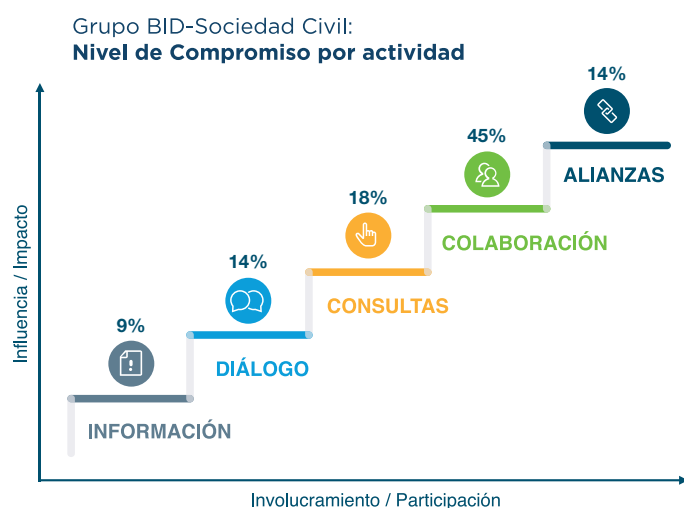 Grupo BID-Sociedad Civil:
Nivel de Compromiso por actividad
14%
ALIANZAS
45%
COLABORACIÓN
18%
CONSULTAS
14%
DIÁLOGO
9%
INFORMACIÓN
Influencia / Impacto
Involucramiento / Participación